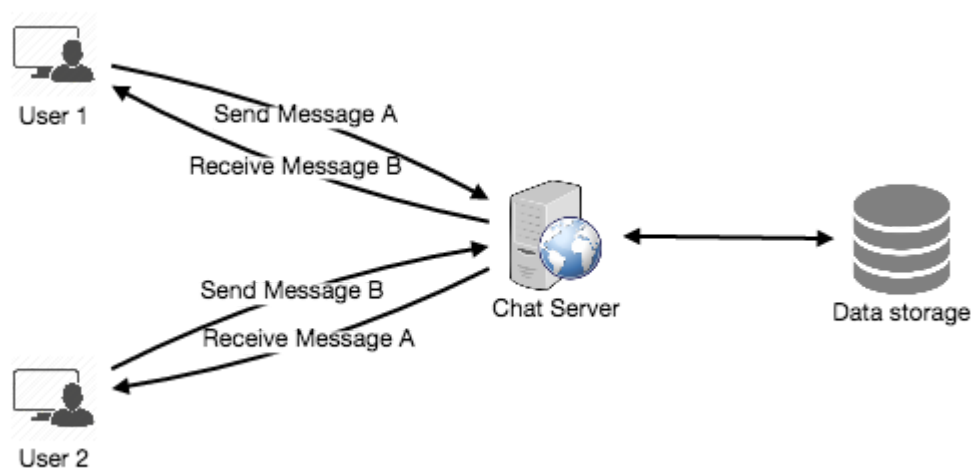 User 1
Send Message A
Receive Message B
Send Message B
Receive Message A
Chat Server
Data storage
User 2